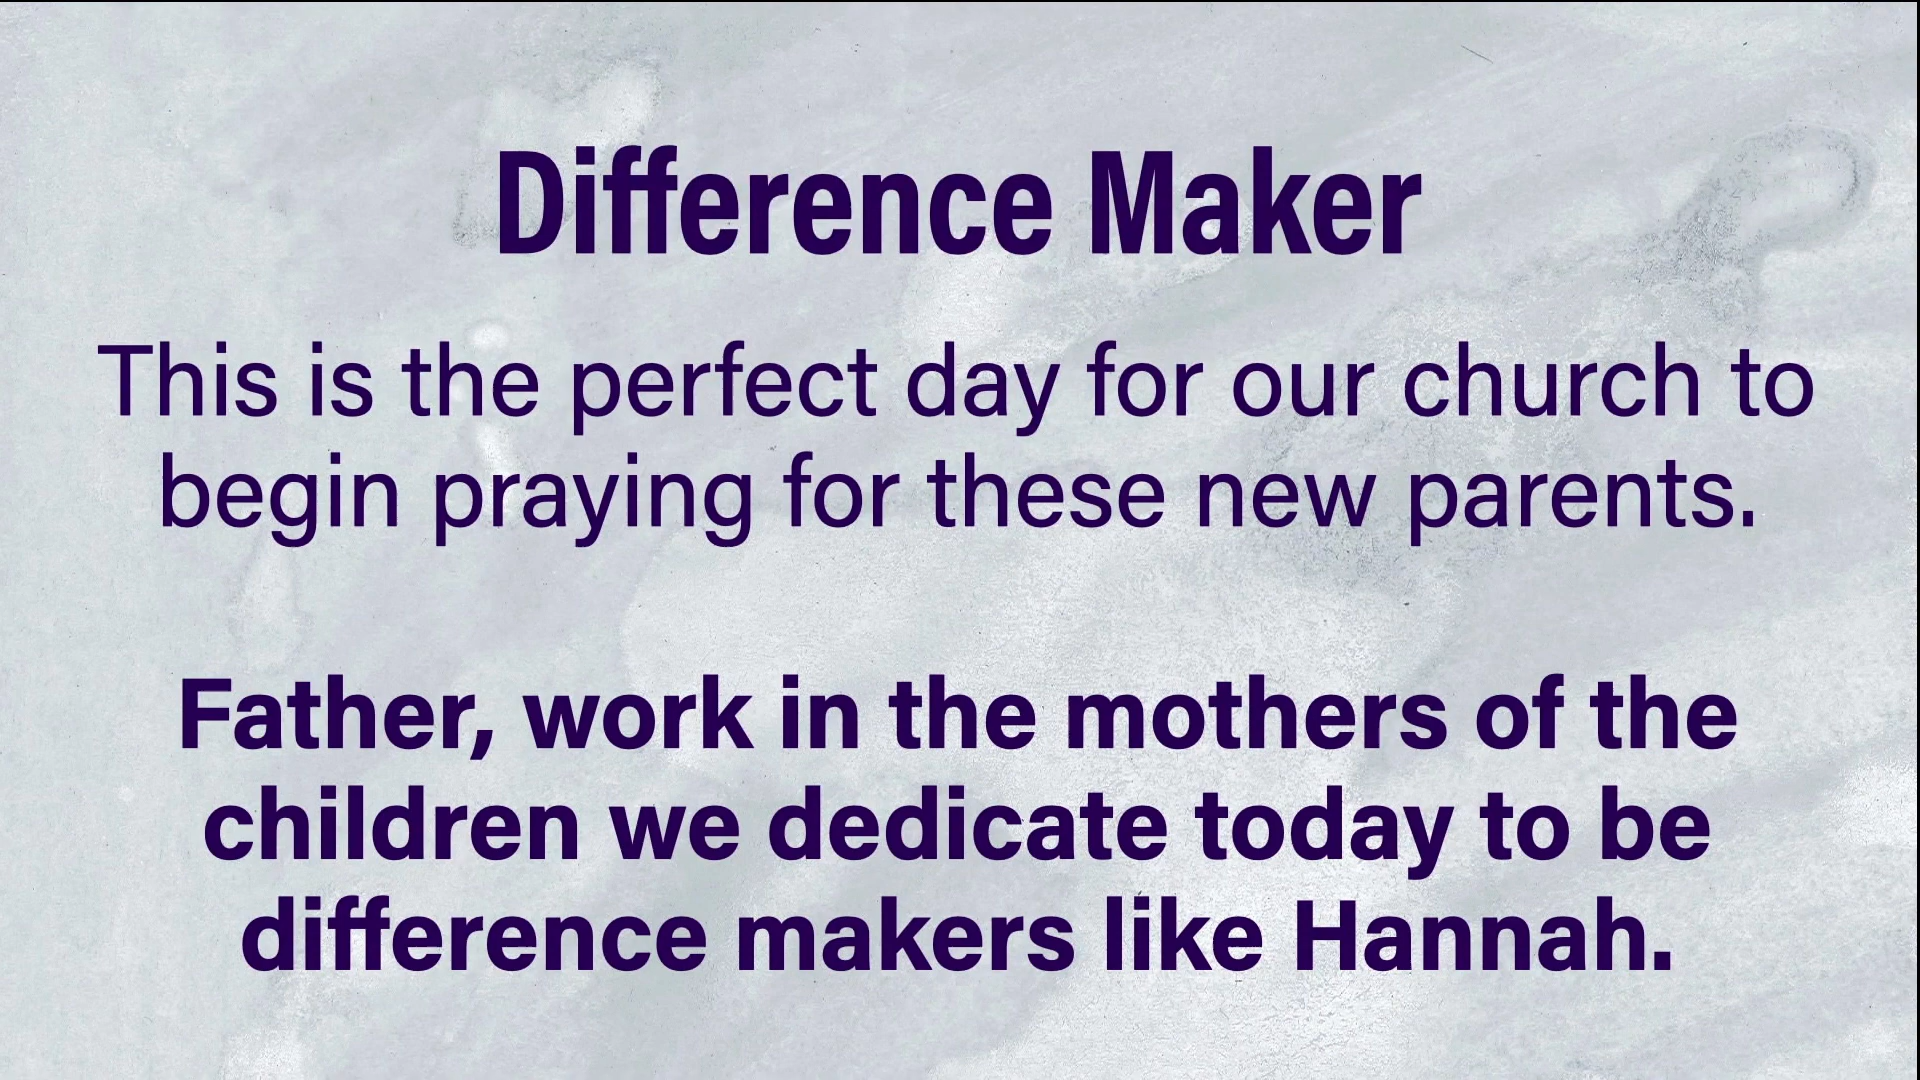 Difference Maker
This is the perfect day for our church to
begin praying for these new parents.
Father, work in the mothers of the
children we dedicate today to be
difference makers like Hannah.